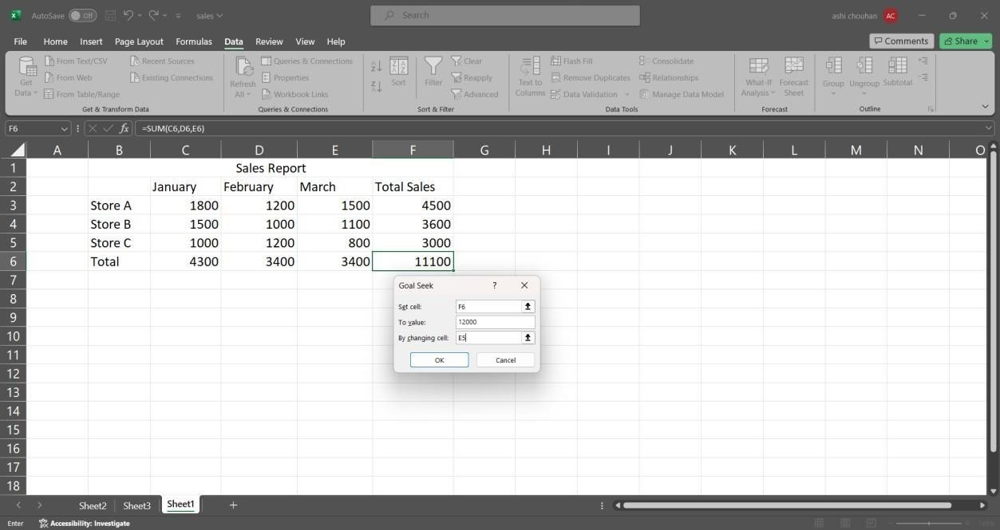 AutoSave Off sales Search ashi chouhan AC
File Home Insert Page Layout Formulas Data Review View Help Comments Share
Get Data
From Text/CSV
From Web
From Table/Range
Recent Sources
Existing Connections
Get & Transform Data
Refresh All
Queries & Connections
Properties
Workbook Links
Queries & Connections
Sort
Filter
Clear
Reapply
Advanced
Sort & Filter
Text to Columns
Flash Fill
Remove Duplicates
Data Validation
Consolidate
Relationships
Manage Data Model
Data Tools
What-If Analysis
Forecast Sheet
Forecast
Group
Ungroup
Subtotal
Outline
F6 fx =SUM(C6,D6,E6)
A B C D E F G H I J K L M N O
1 Sales Report
2 January February March Total Sales
3 Store A 1800 1200 1500 4500
4 Store B 1500 1000 1100 3600
5 Store C 1000 1200 800 3000
6 Total 4300 3400 3400 11100
7
8
9
10
11
12
13
14
15
16
17
18
Goal Seek ?
Set cell: F6
To value: 12000
By changing cell: E5
OK Cancel
Sheet2 Sheet3 Sheet1
Enter Accessibility: Investigate